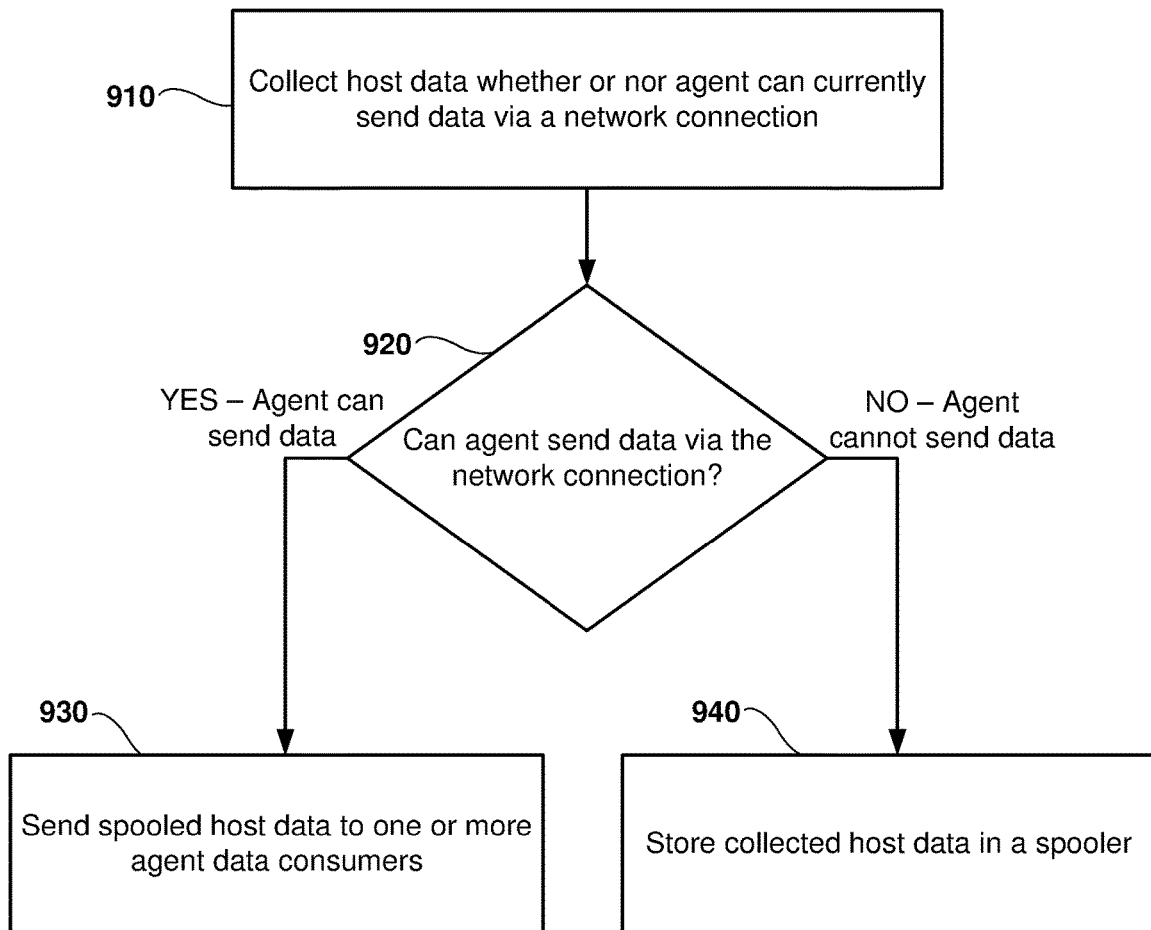 910
Collect host data whether or nor agent can currently
send data via a network connection
920
YES – Agent can
send data
Can agent send data via the
network connection?
NO – Agent
cannot send data
930
Send spooled host data to one or more
agent data consumers
940
Store collected host data in a spooler